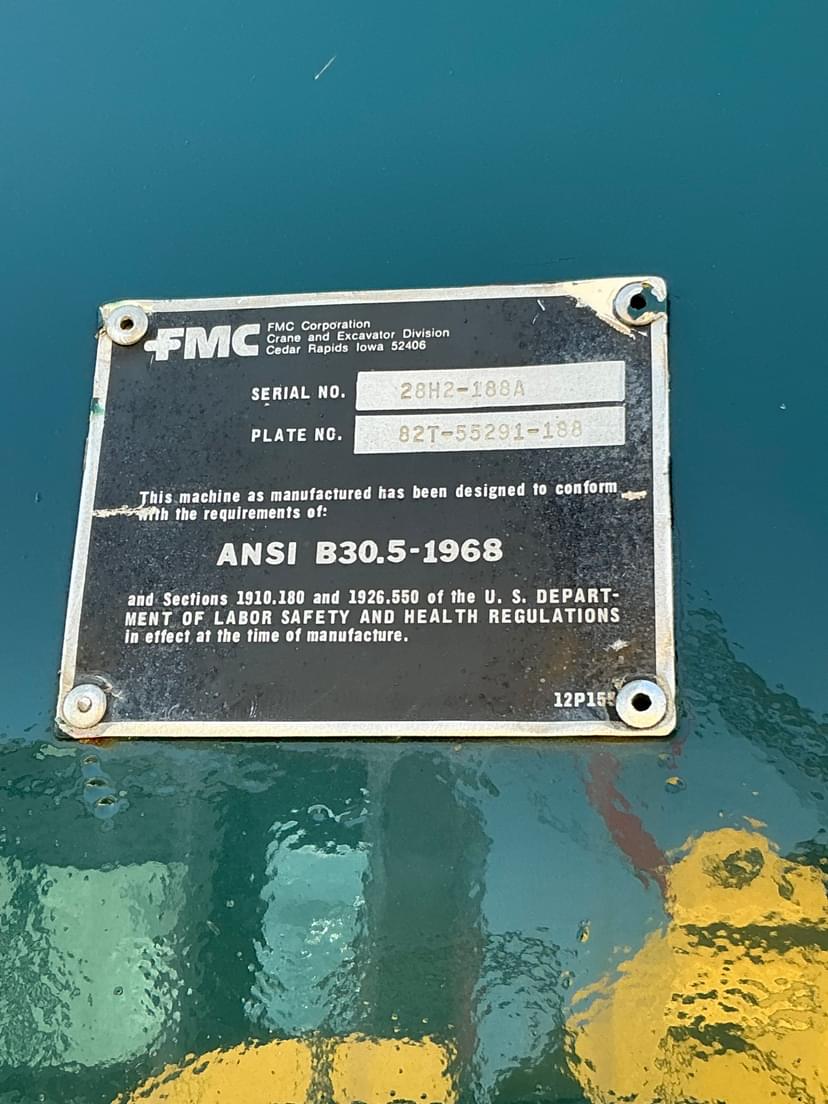 FMC
FMC Corporation
Crane and Excavator Division
Cedar Rapids Iowa 52406
SERIAL NO. 28H2-188A
PLATE NO. 82T-55291-188
This machine as manufactured has been designed to conform
with the requirements of:
ANSI B30.5-1968
and Sections 1910.180 and 1926.550 of the U. S. DEPART-
MENT OF LABOR SAFETY AND HEALTH REGULATIONS
in effect at the time of manufacture.